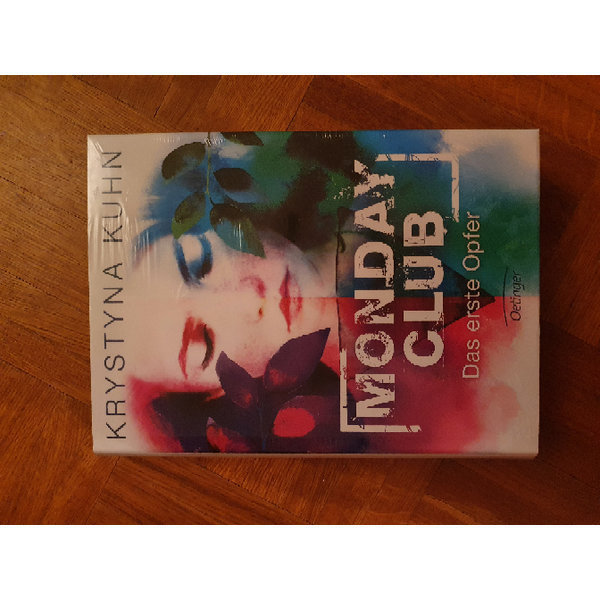 KRYSTYNA KUHN
MONDAY
CLUB
Das erste Opfer
Oetinger